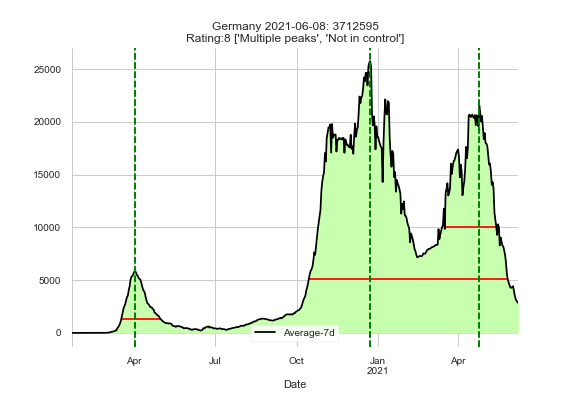 Germany 2021-06-08: 3712595
Rating:8 ['Multiple peaks', 'Not in control']
25000
20000
15000
10000
5000
0
Average-7d
Apr
Jul
Oct
Jan
2021
Apr
Date